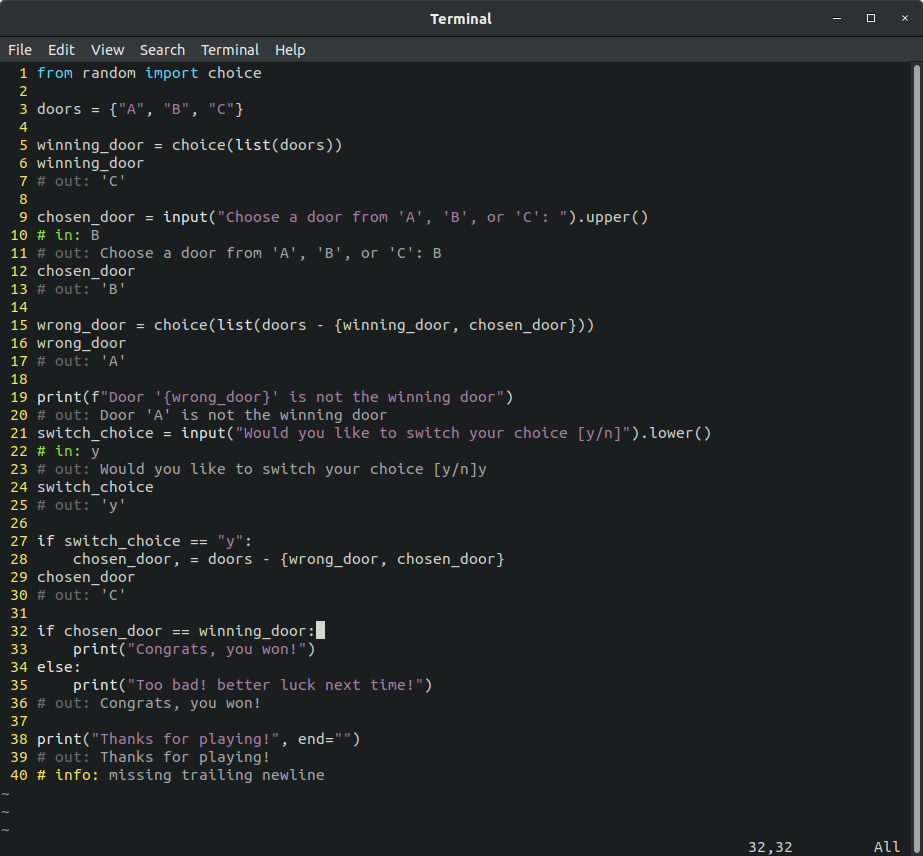 Terminal
File Edit View Search Terminal Help
1 from random import choice
2
3 doors = {"A", "B", "C"}
4
5 winning_door = choice(list(doors))
6 winning_door
7 # out: 'C'
8
9 chosen_door = input("Choose a door from 'A', 'B', or 'C': ").upper()
10 # in: B
11 # out: Choose a door from 'A', 'B', or 'C': B
12 chosen_door
13 # out: 'B'
14
15 wrong_door = choice(list(doors - {winning_door, chosen_door}))
16 wrong_door
17 # out: 'A'
18
19 print(f"Door '{wrong_door}' is not the winning door")
20 # out: Door 'A' is not the winning door
21 switch_choice = input("Would you like to switch your choice [y/n]").lower()
22 # in: y
23 # out: Would you like to switch your choice [y/n]y
24 switch_choice
25 # out: 'y'
26
27 if switch_choice == "y":
28     chosen_door, = doors - {wrong_door, chosen_door}
29 chosen_door
30 # out: 'C'
31
32 if chosen_door == winning_door:
33     print("Congrats, you won!")
34 else:
35     print("Too bad! better luck next time!")
36 # out: Congrats, you won!
37
38 print("Thanks for playing!", end="")
39 # out: Thanks for playing!
40 # info: missing trailing newline
~
~
~
32,32 All